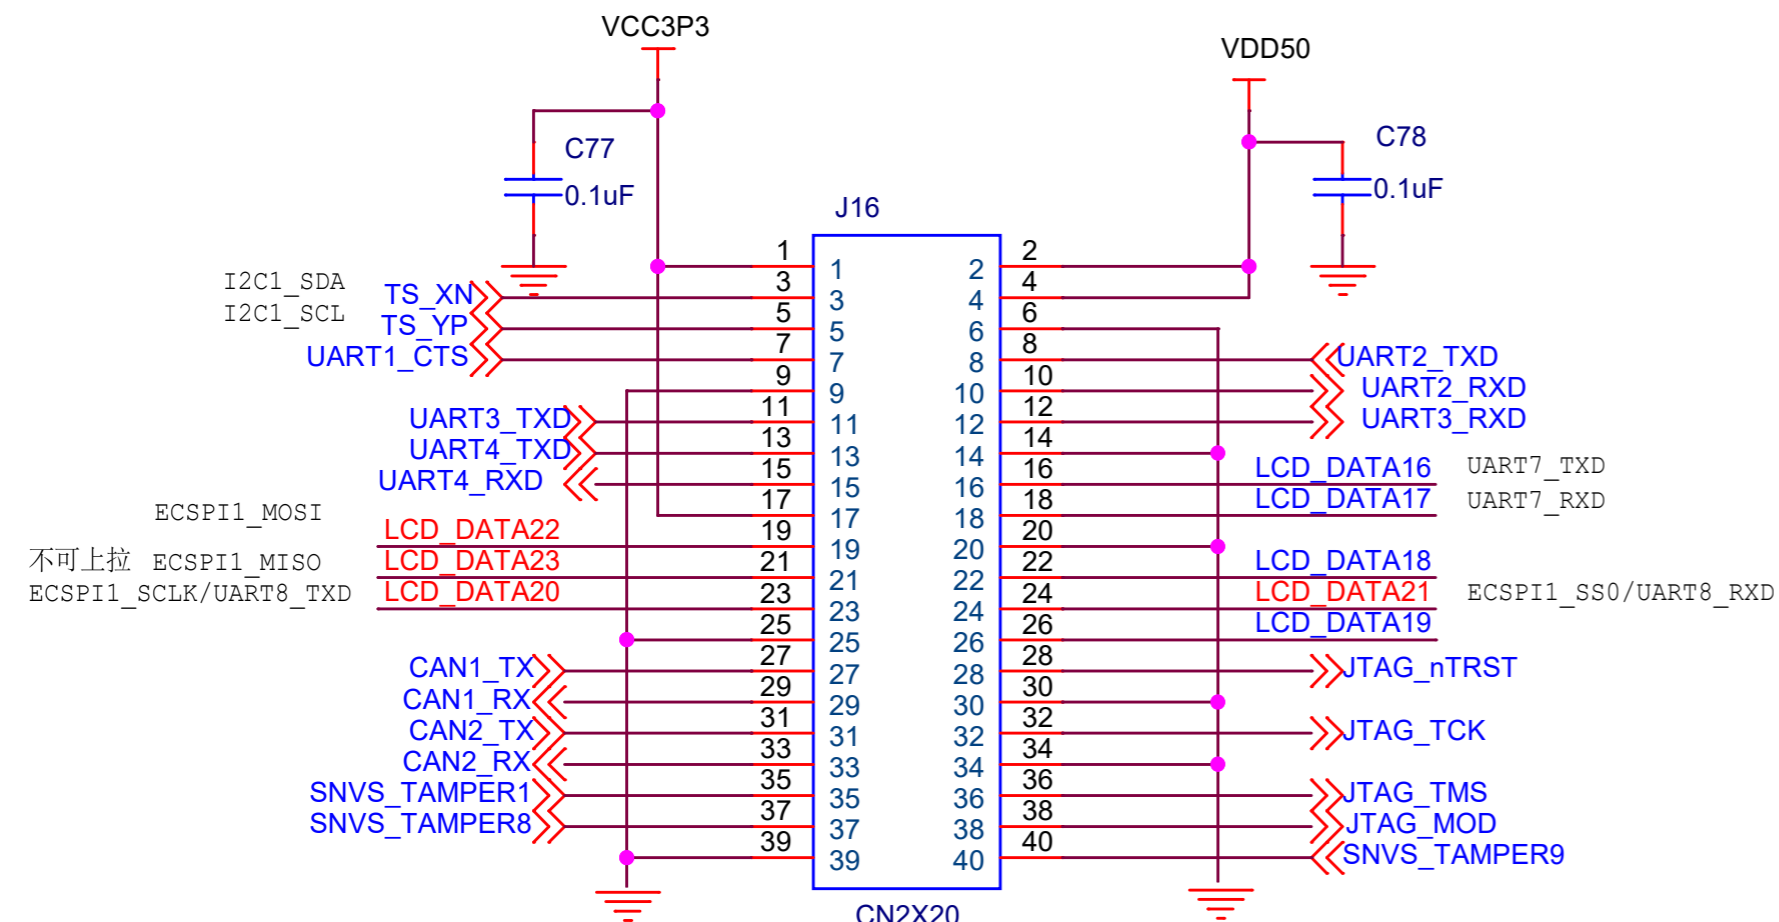 VCC3P3
VDD50
C77
0.1uF
C78
0.1uF
J16
I2C1_SDA TS_XN 3 3
I2C1_SCL TS_YP 5 5
UART1_CTS 7 7
1 1
9 9
UART3_TXD 11 11
UART4_TXD 13 13
UART4_RXD 15 15
17 17
ECSPI1_MOSI LCD_DATA22 19 19
不可上拉 ECSPI1_MISO LCD_DATA23 21 21
ECSPI1_SCLK/UART8_TXD LCD_DATA20 23 23
25 25
CAN1_TX 27 27
CAN1_RX 29 29
CAN2_TX 31 31
CAN2_RX 33 33
SNVS_TAMPER1 35 35
SNVS_TAMPER8 37 37
39 39
2 2
4 4
6 6
8 8 UART2_TXD
10 10 UART2_RXD
12 12 UART3_RXD
14 14
16 16 LCD_DATA16 UART7_TXD
18 18 LCD_DATA17 UART7_RXD
20 20
22 22 LCD_DATA18
24 24 LCD_DATA21 ECSPI1_SS0/UART8_RXD
26 26 LCD_DATA19
28 28 JTAG_nTRST
30 30
32 32 JTAG_TCK
34 34
36 36 JTAG_TMS
38 38 JTAG_MOD
40 40 SNVS_TAMPER9
CN2X20